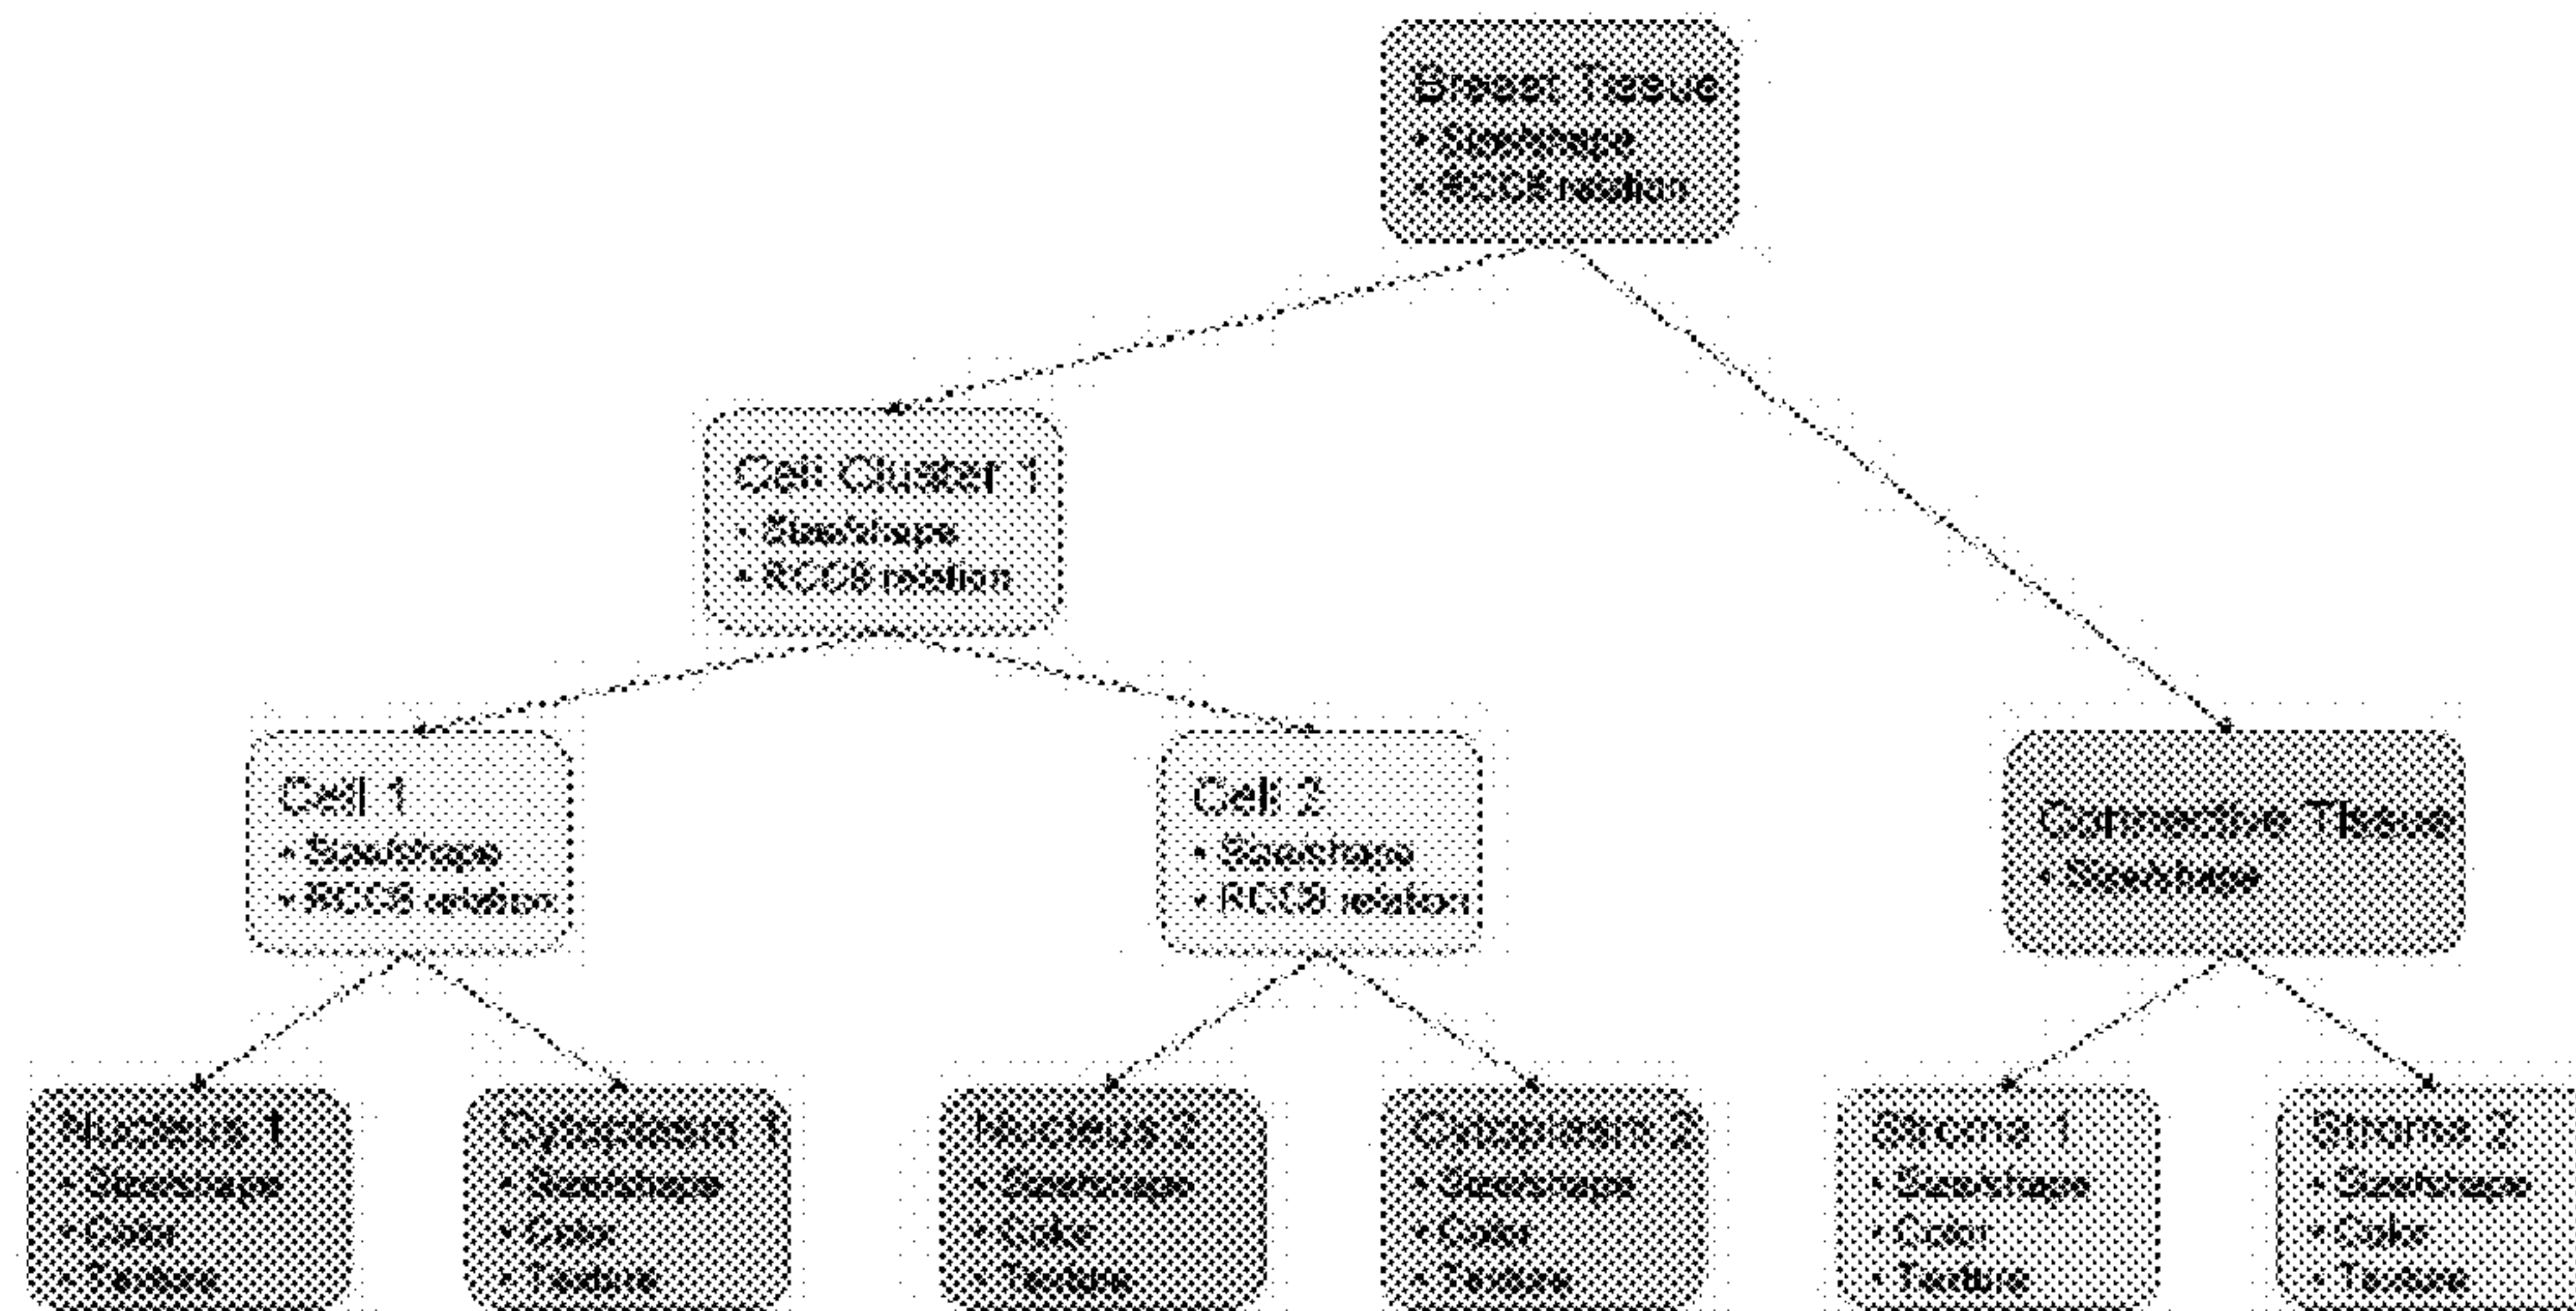 Breast Tissue
• Size/shape
• RCC8 relation
Cell Cluster 1
• Size/shape
• RCC8 relation
Cell 1
• Size/shape
• RCC8 relation
Cell 2
• Size/shape
• RCC8 relation
Connective Tissue
• Size/shape
Nucleus 1
• Size/shape
• Color
• Texture
Cytoplasm 1
• Size/shape
• Color
• Texture
Nucleus 2
• Size/shape
• Color
• Texture
Cytoplasm 2
• Size/shape
• Color
• Texture
Stroma 1
• Size/shape
• Color
• Texture
Stroma 2
• Size/shape
• Color
• Texture